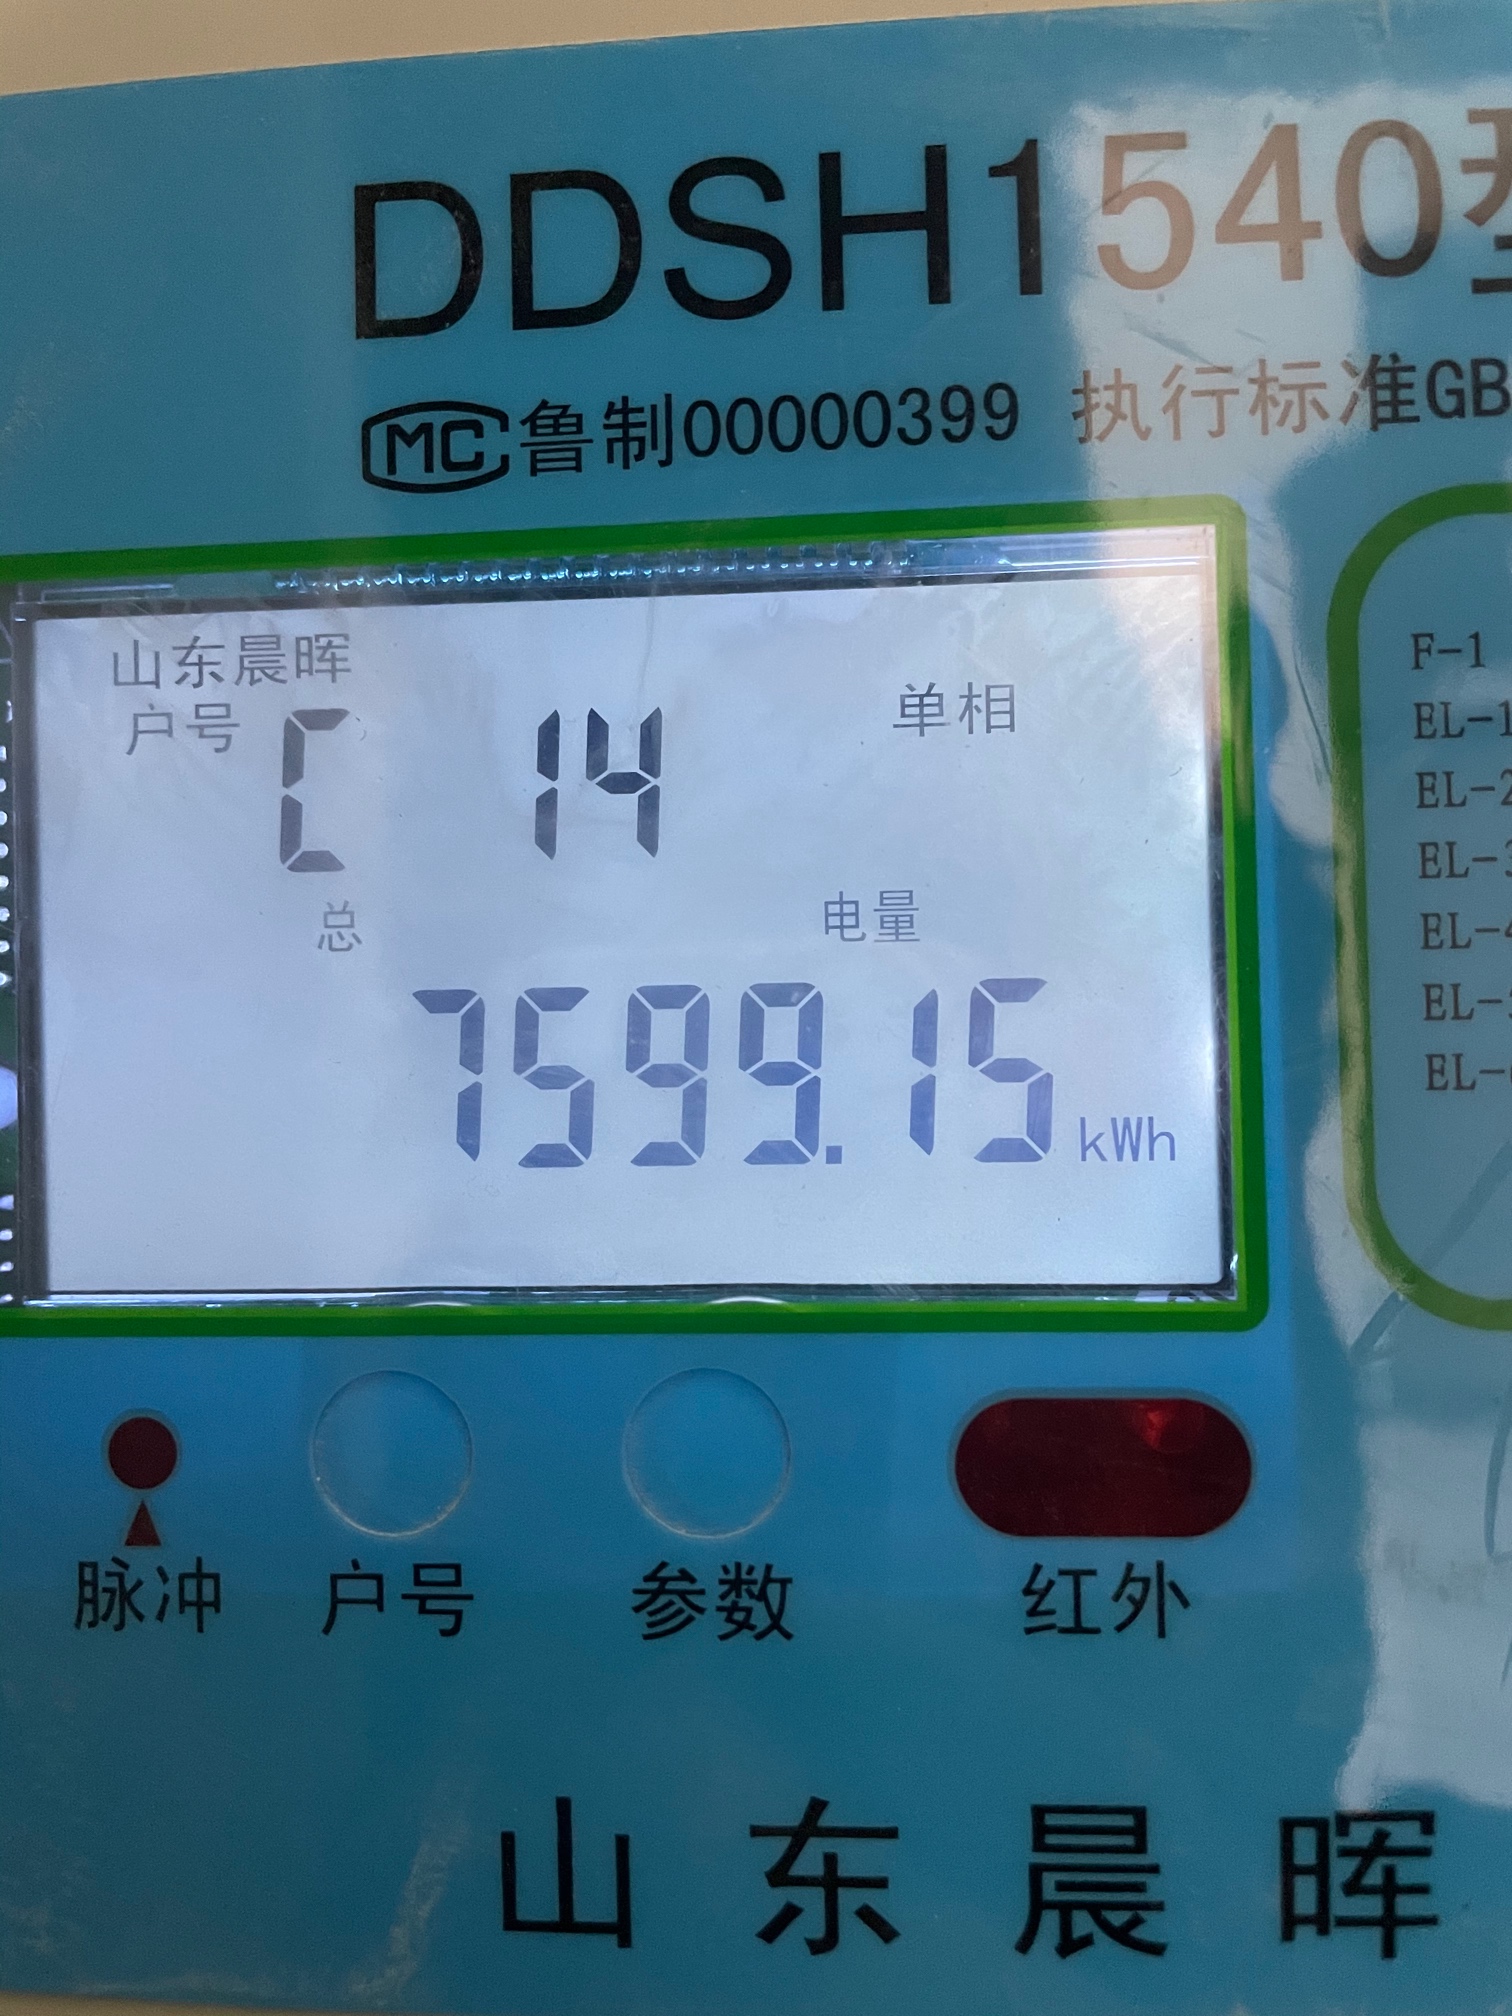 DDSH1540型
MC 鲁制00000399 执行标准GB
山东晨晖
户号 C 14 单相
总 电量
7599.15 kWh
F-1
EL-1
EL-2
EL-3
EL-4
EL-5
EL-
脉冲 户号 参数 红外
山东晨晖